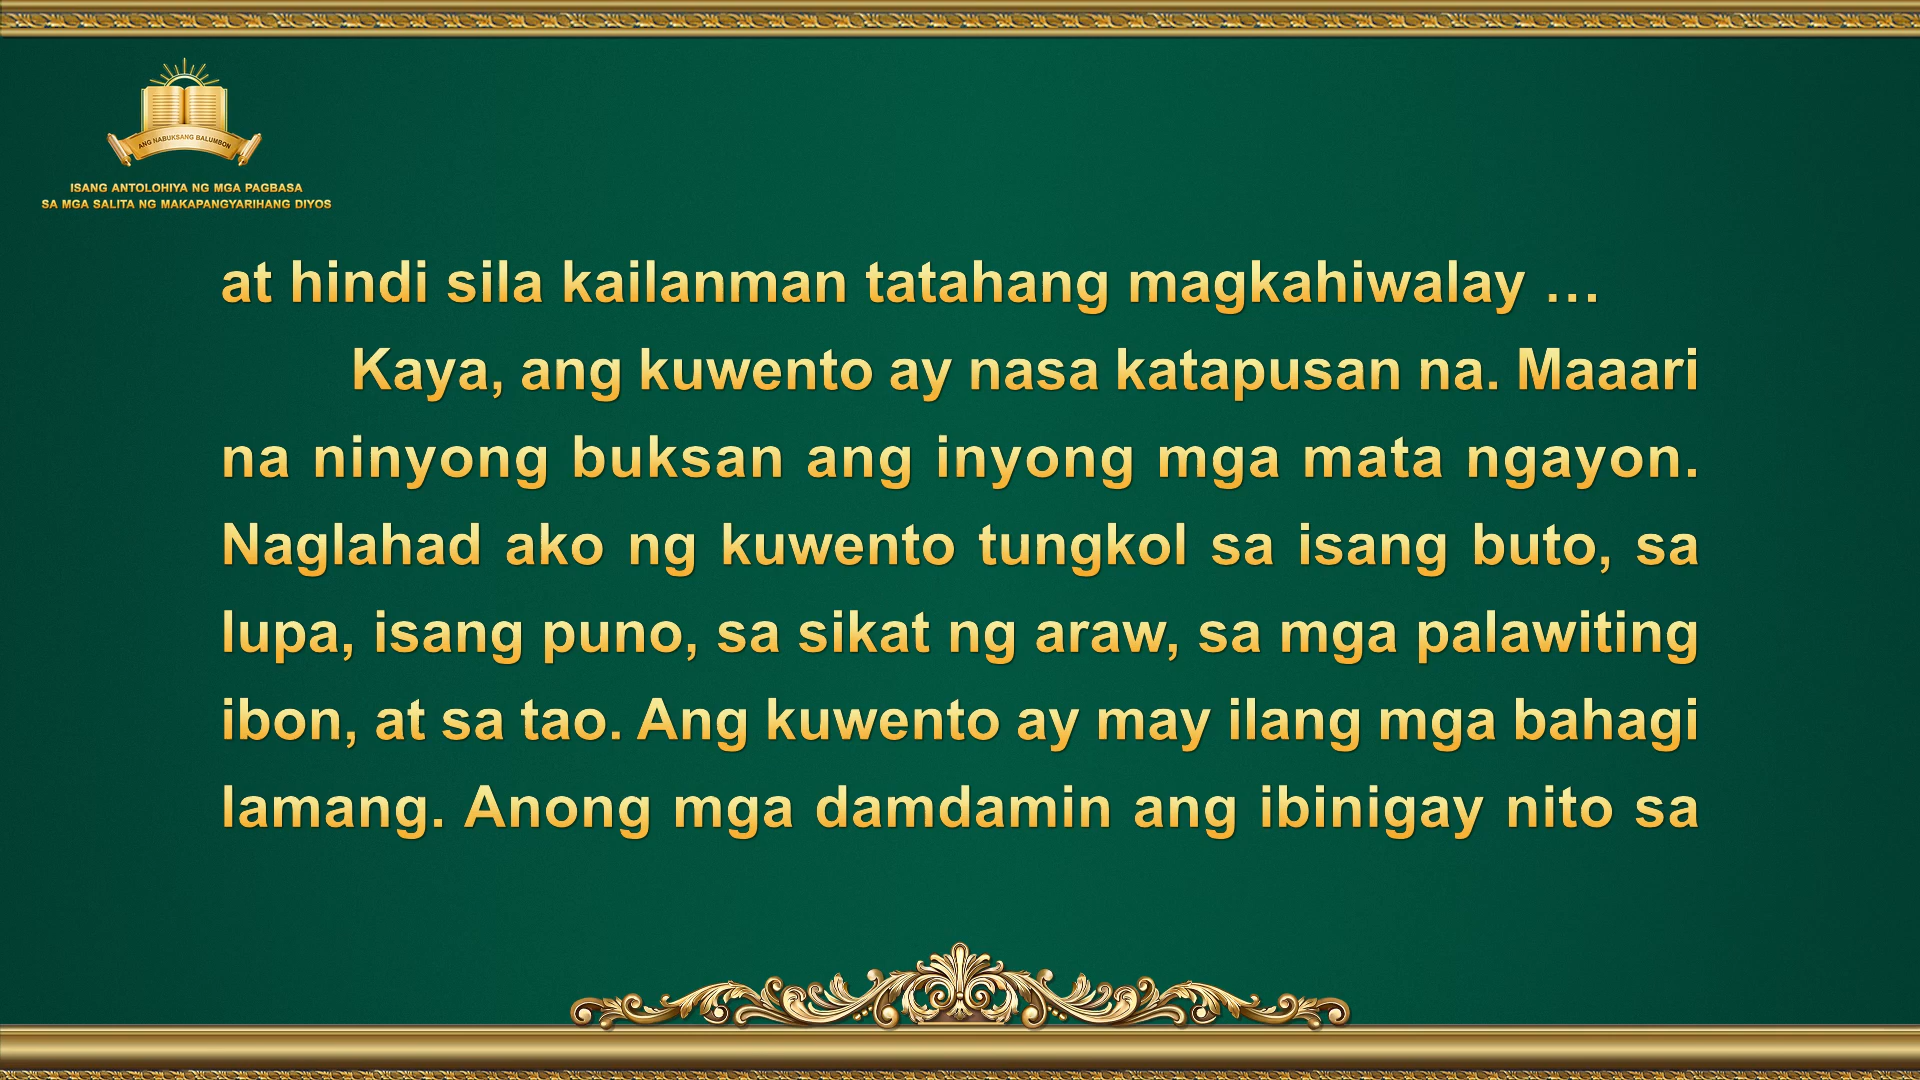 ANG NABUKSANG BALUMBON
ISANG ANTOLOHIYA NG MGA PAGBASA
SA MGA SALITA NG MAKAPANGYARIHANG DIYOS
at hindi sila kailanman tatahang magkahiwalay …
Kaya, ang kuwento ay nasa katapusan na. Maaari
na ninyong buksan ang inyong mga mata ngayon.
Naglahad ako ng kuwento tungkol sa isang buto, sa
lupa, isang puno, sa sikat ng araw, sa mga palawiting
ibon, at sa tao. Ang kuwento ay may ilang mga bahagi
lamang. Anong mga damdamin ang ibinigay nito sa